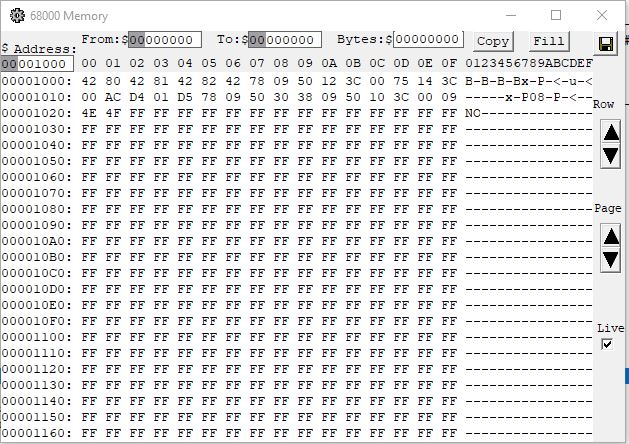 68000 Memory
From:$00000000 To:$00000000 Bytes:$00000000 Copy Fill
$ Address:
00001000 00 01 02 03 04 05 06 07 08 09 0A 0B 0C 0D 0E 0F 0123456789ABCDEF
00001000: 42 80 42 81 42 82 42 78 09 50 12 3C 00 75 14 3C B-B-B-Bx-P-<-u-<
00001010: 00 AC D4 01 D5 78 09 50 30 38 09 50 10 3C 00 09 -----x-P08-P-<--
00001020: 4E 4F FF FF FF FF FF FF FF FF FF FF FF FF FF FF NO--------------
00001030: FF FF FF FF FF FF FF FF FF FF FF FF FF FF FF FF ----------------
00001040: FF FF FF FF FF FF FF FF FF FF FF FF FF FF FF FF ----------------
00001050: FF FF FF FF FF FF FF FF FF FF FF FF FF FF FF FF ----------------
00001060: FF FF FF FF FF FF FF FF FF FF FF FF FF FF FF FF ----------------
00001070: FF FF FF FF FF FF FF FF FF FF FF FF FF FF FF FF ----------------
00001080: FF FF FF FF FF FF FF FF FF FF FF FF FF FF FF FF ----------------
00001090: FF FF FF FF FF FF FF FF FF FF FF FF FF FF FF FF ----------------
000010A0: FF FF FF FF FF FF FF FF FF FF FF FF FF FF FF FF ----------------
000010B0: FF FF FF FF FF FF FF FF FF FF FF FF FF FF FF FF ----------------
000010C0: FF FF FF FF FF FF FF FF FF FF FF FF FF FF FF FF ----------------
000010D0: FF FF FF FF FF FF FF FF FF FF FF FF FF FF FF FF ----------------
000010E0: FF FF FF FF FF FF FF FF FF FF FF FF FF FF FF FF ----------------
000010F0: FF FF FF FF FF FF FF FF FF FF FF FF FF FF FF FF ----------------
00001100: FF FF FF FF FF FF FF FF FF FF FF FF FF FF FF FF ----------------
00001110: FF FF FF FF FF FF FF FF FF FF FF FF FF FF FF FF ----------------
00001120: FF FF FF FF FF FF FF FF FF FF FF FF FF FF FF FF ----------------
00001130: FF FF FF FF FF FF FF FF FF FF FF FF FF FF FF FF ----------------
00001140: FF FF FF FF FF FF FF FF FF FF FF FF FF FF FF FF ----------------
00001150: FF FF FF FF FF FF FF FF FF FF FF FF FF FF FF FF ----------------
00001160: FF FF FF FF FF FF FF FF FF FF FF FF FF FF FF FF ----------------
Row
Page
Live